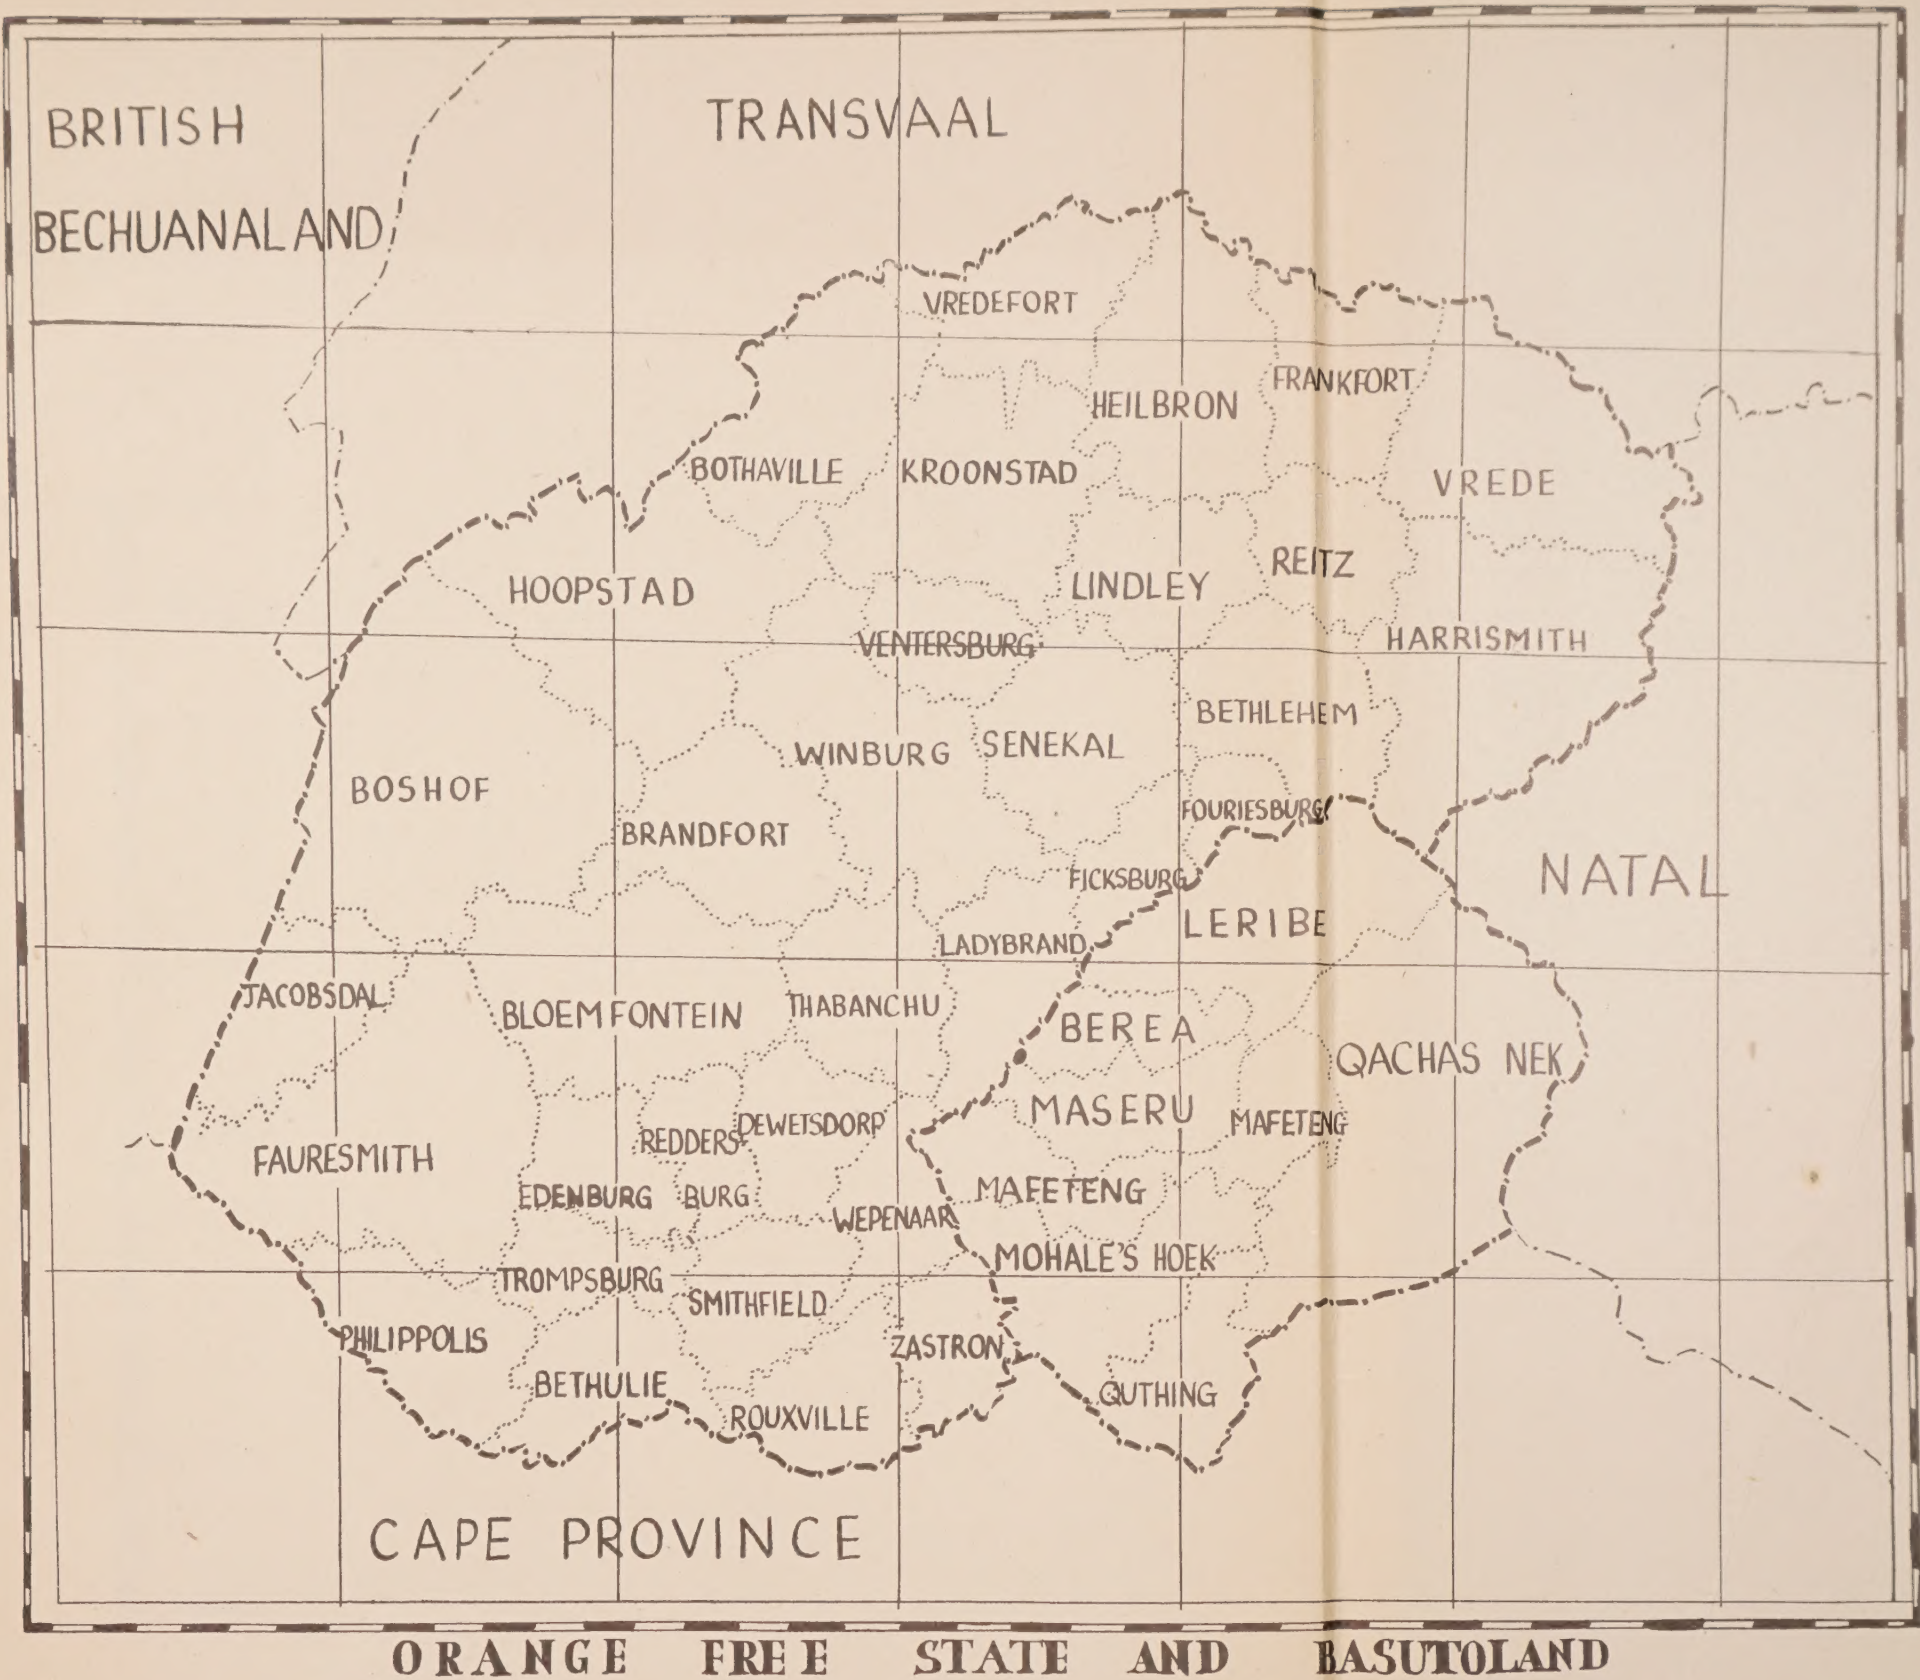 BRITISH
BECHUANALAND
TRANSVAAL
VREDEFORT
HEILBRON
FRANKFORT
BOTHAVILLE
KROONSTAD
VREDE
HOOPSTAD
LINDLEY
REITZ
VENTERSBURG
HARRISMITH
BETHLEHEM
WINBURG
SENEKAL
BOSHOF
BRANDFORT
FOURIESBURG
FICKSBURG
NATAL
LERIBE
LADYBRAND
JACOBSDAL
BLOEMFONTEIN
THABANCHU
BEREA
QACHAS NEK
MASERU
MAFETENG
DEWETSDORP
REDDERS
BURG
FAURESMITH
EDENBURG
MAFETENG
WEPENAAR
MOHALE'S HOEK
TROMPSBURG
SMITHFIELD
PHILIPPOLIS
ZASTRON
BETHULIE
QUTHING
ROUXVILLE
CAPE PROVINCE
ORANGE FREE STATE AND BASUTOLAND